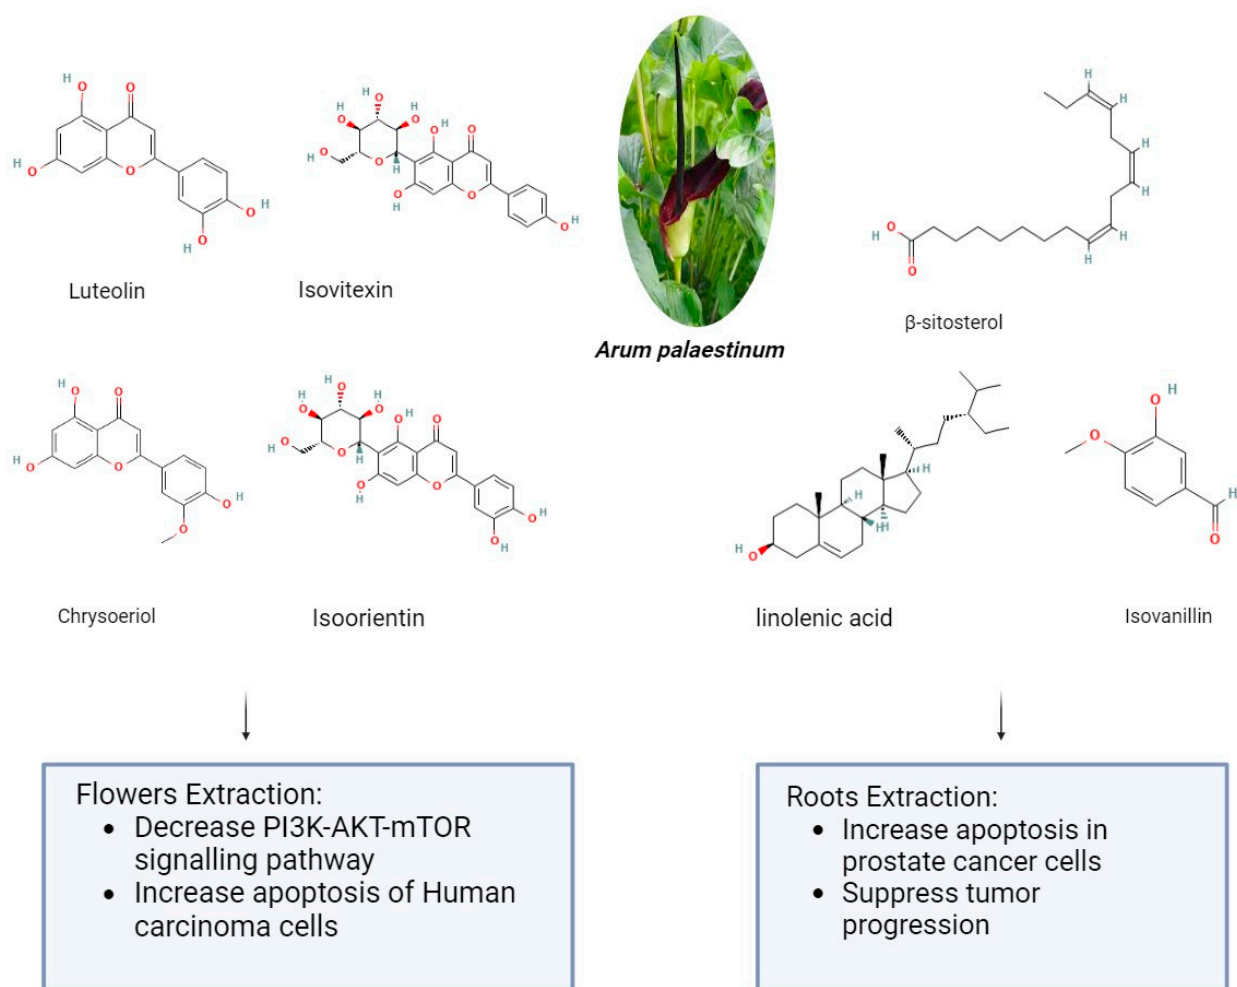 Luteolin
Isovitexin
Arum palaestinum
β-sitosterol
Chrysoeriol
Isoorientin
linolenic acid
Isovanillin
Flowers Extraction:
• Decrease PI3K-AKT-mTOR
signalling pathway
• Increase apoptosis of Human
carcinoma cells
Roots Extraction:
• Increase apoptosis in
prostate cancer cells
• Suppress tumor
progression